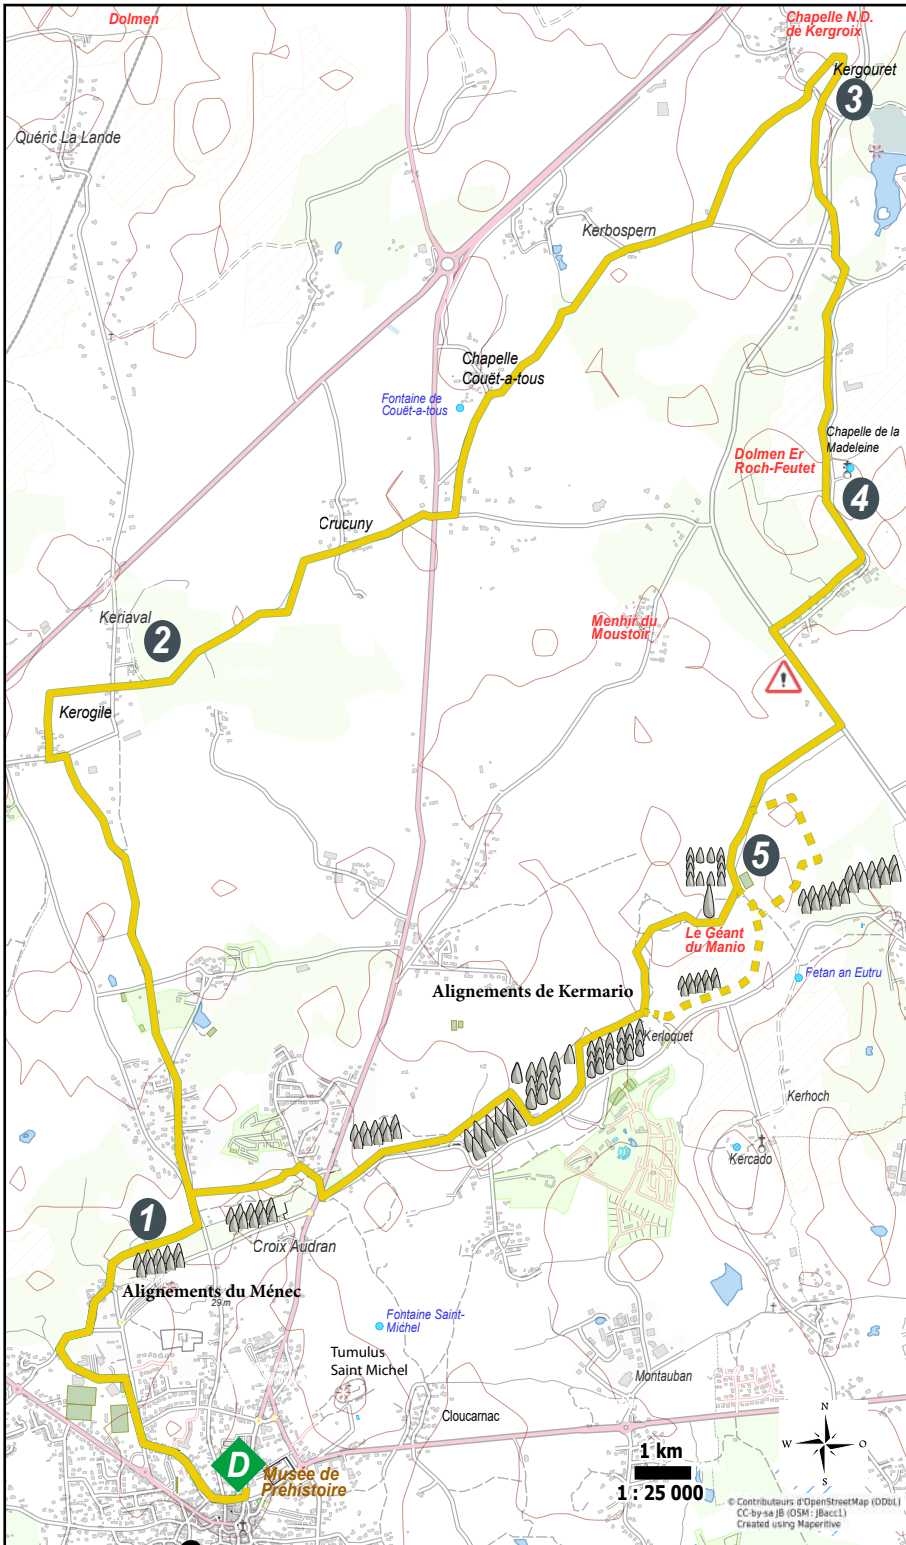 Dolmen
Chapelle N.D.
de Kergroix
Kergouret
3
Quéric La Lande
Kerbospern
Chapelle
Couët-a-tous
Fontaine de
Couët-a-tous
Chapelle de la
Madeleine
Dolmen Er
Roch-Feutet
4
Crucuny
Keriaval
2
Menhir du
Moustoir
!
Kerogile
5
Le Géant
du Manio
Fetan an Eutru
Alignements de Kermario
Kerloquet
Kerhoch
Kercado
1
Croix Audran
Alignements du Ménec
29 m
Fontaine Saint-
Michel
Tumulus
Saint Michel
Montauban
Cloucarnac
N
W O
S
D
Musée de
Préhistoire
1 km
1 : 25 000
© Contributeurs d'OpenStreetMap (ODbL)
CC-by-sa JB (OSM : JBacc1)
Created using Maperitive